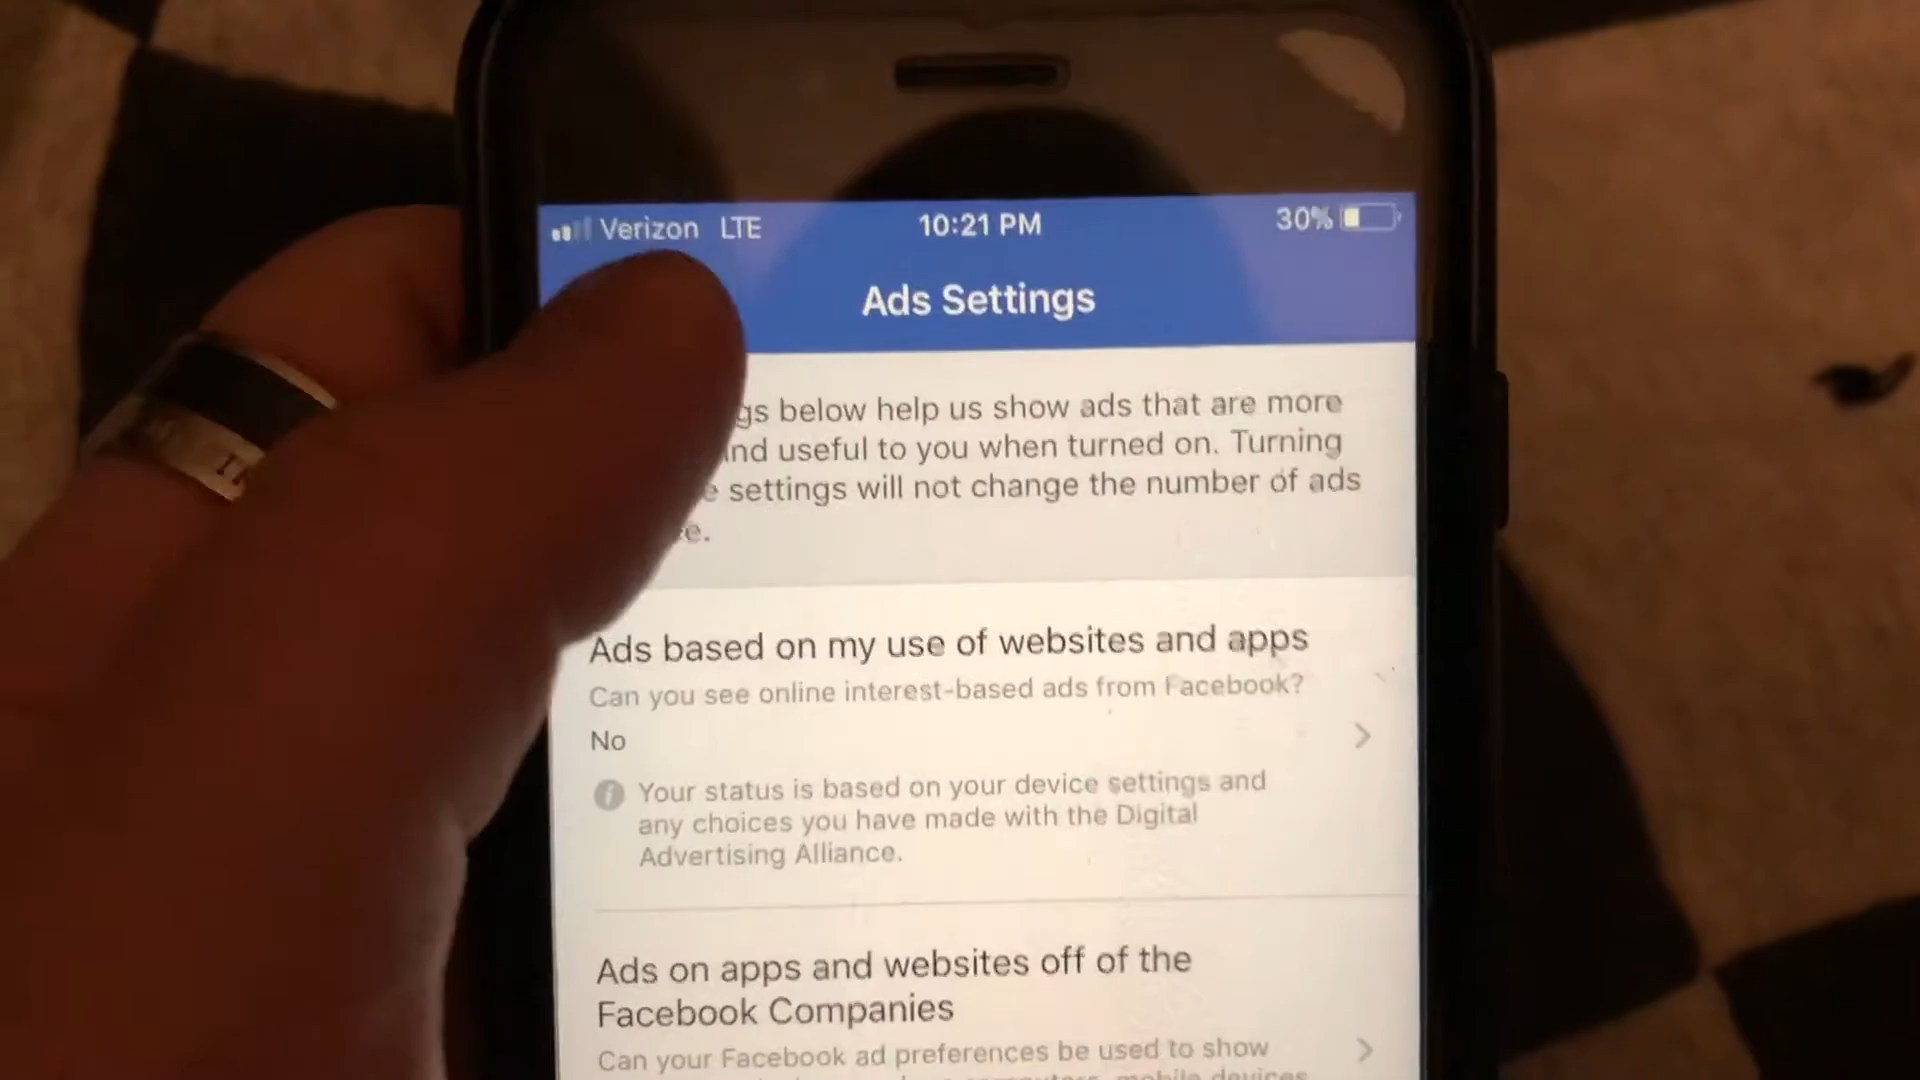 Verizon LTE 10:21 PM 30%
Ads Settings
below help us show ads that are more
useful to you when turned on. Turning
settings will not change the number of ads
Ads based on my use of websites and apps
Can you see online interest-based ads from Facebook?
No
Your status is based on your device settings and
any choices you have made with the Digital
Advertising Alliance.
Ads on apps and websites off of the
Facebook Companies
Can your Facebook ad preferences be used to show
mobile devices